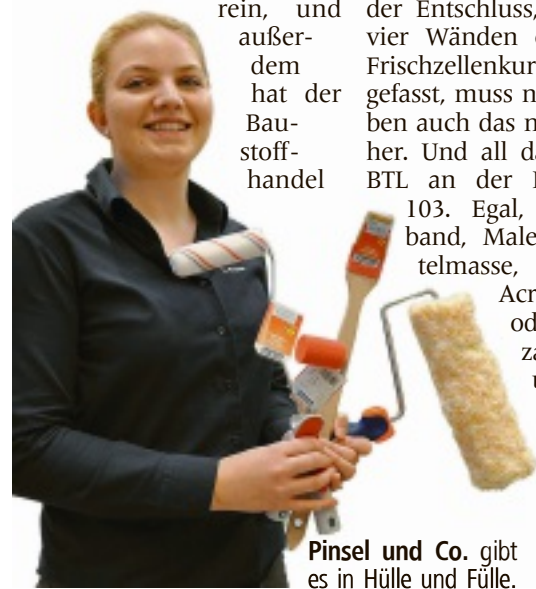 rein, und
außer-
dem
hat der
Bau-
stoff-
handel
der Entschluss,
vier Wänden
Frischzellenkur
gefasst, muss
ben auch das
her. Und all
BTL an der
103. Egal,
band, Male
telmasse,
Acr
od
za
Pinsel und Co. gibt
es in Hülle und Fülle.